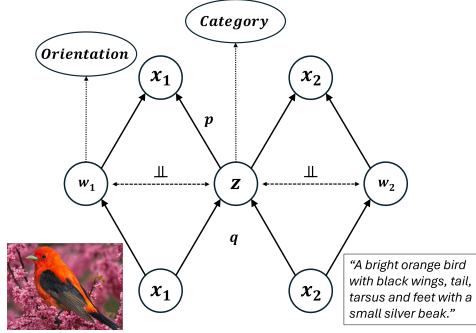 Category
Orientation
x₁
x₂
p
w₁
⫫
z
⫫
w₂
q
x₁
x₂
"A bright orange bird
with black wings, tail,
tarsus and feet with a
small silver beak."